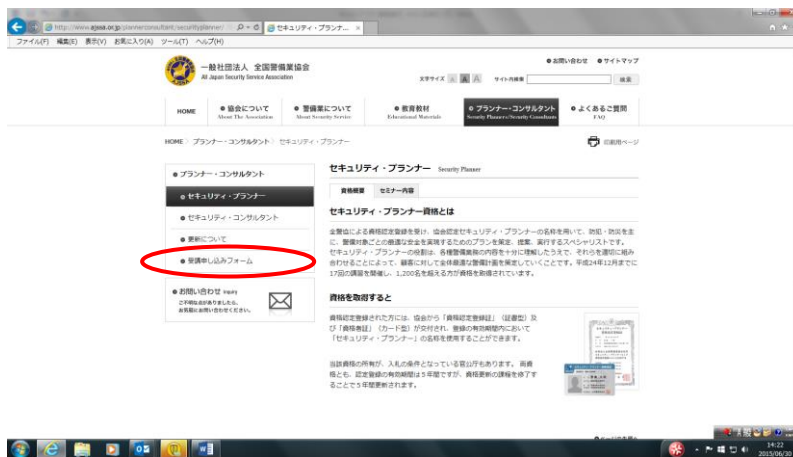 http://www.ajssa.or.jp/plannerconsultant/securityplanner/
セキュリティ・プランナ...
ファイル(F) 編集(E) 表示(V) お気に入り(A) ツール(T) ヘルプ(H)
一般社団法人 全国警備業協会
All Japan Security Service Association
お問い合わせ サイトマップ
文字サイズ A A A サイト内検索 検索
HOME
協会について
About The Association
警備業について
About Security Service
教育教材
Educational Materials
プランナー・コンサルタント
Security Planners/Security Consultants
よくあるご質問
FAQ
HOME プランナー・コンサルタント セキュリティ・プランナー
印刷用ページ
プランナー・コンサルタント
セキュリティ・プランナー
セキュリティ・コンサルタント
更新について
受講申し込みフォーム
お問い合わせ Inquiry
ご不明な点がありましたら、
お気軽にお問い合わせください。
セキュリティ・プランナー Security Planner
資格概要 セミナー内容
セキュリティ・プランナー資格とは
全警協による資格認定登録を受け、協会認定セキュリティ・プランナーの名称を用いて、防犯・防災を主
に、警備対象ごとの最適な安全を実現するためのプランを策定、提案、実行するスペシャリストです。
セキュリティ・プランナーの役割は、各種警備業務の内容を十分に理解したうえで、それらを適切に組み
合わせることによって、顧客に対して全体最適な警備計画を策定していくことです。平成24年12月までに
17回の講習を開催し、1,200名を超える方が資格を取得されています。
資格を取得すると
資格認定登録された方には、協会から「資格認定登録証」（証書型）及
び「資格者証」（カード型）が交付され、登録の有効期間内において
「セキュリティ・プランナー」の名称を使用することができます。
当該資格の所有が、入札の条件となっている官公庁もあります。 両資
格とも、認定登録の有効期間は５年間ですが、資格更新の課程を修了す
ることで５年間更新されます。
14:22
2015/06/30